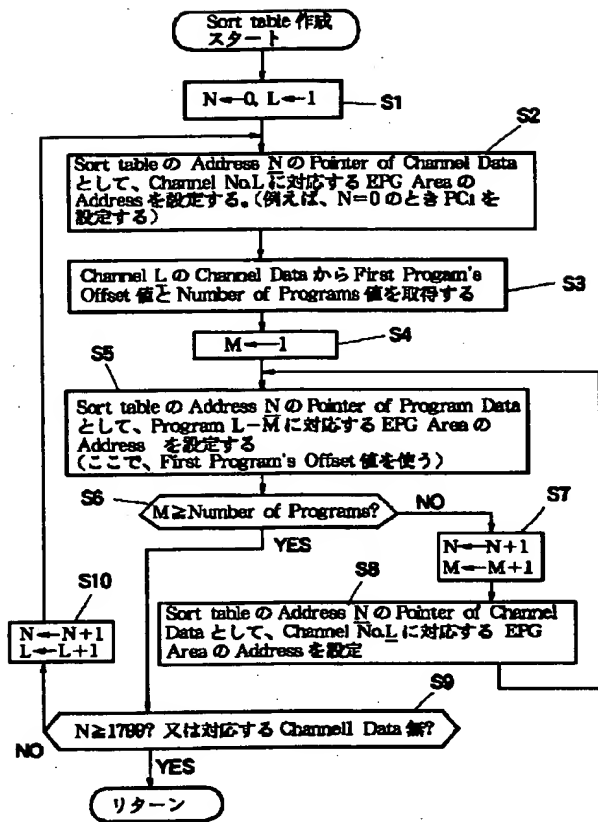 Sort table 作成
スタート
N←0, L←1
S1
S2
Sort table の Address N の Pointer of Channel Data
として、Channel No.L に対応する EPG Area の
Address を設定する。(例えば、N=0 のとき PC1 を
設定する)
Channel L の Channel Data から First Progam's
Offset 値と Number of Programs 値を取得する
S3
M←1
S4
S5
Sort table の Address N の Pointer of Program Data
として、Program L-M に対応する EPG Area の
Address を設定する
(ここで、First Program's Offset 値を使う)
S6
M≧Number of Programs?
NO
YES
S7
N←N+1
M←M+1
S8
Sort table の Address N の Pointer of Channel
Data として、Channel No.L に対応する EPG
Area の Address を設定
S10
N←N+1
L←L+1
S9
N≧1799? 又は対応する Channell Data 無?
NO
YES
リターン